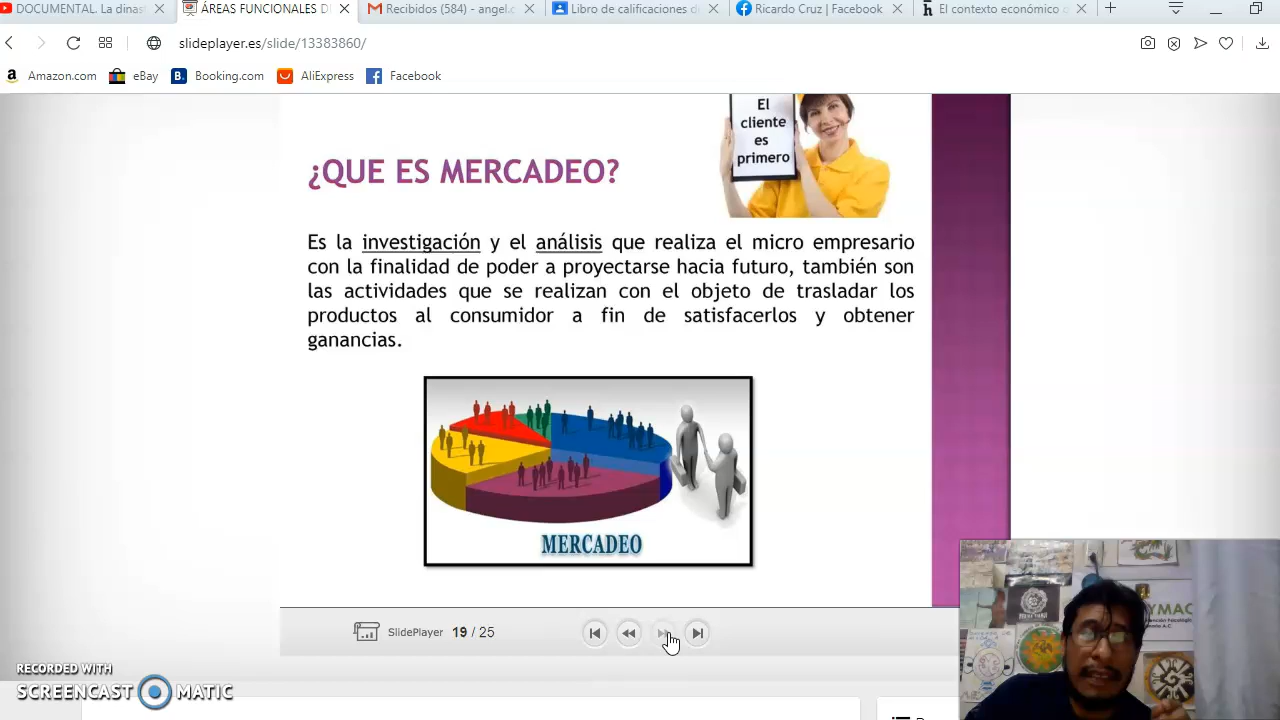 DOCUMENTAL. La dinast
ÁREAS FUNCIONALES DE
Recibidos (584) - angel.c
Libro de calificaciones d
Ricardo Cruz | Facebook
El contexto económico
slideplayer.es/slide/13383860/
Amazon.com
eBay
Booking.com
AliExpress
Facebook
El
cliente
es
primero
¿QUE ES MERCADEO?
Es la investigación y el análisis que realiza el micro empresario
con la finalidad de poder a proyectarse hacia futuro, también son
las actividades que se realizan con el objeto de trasladar los
productos al consumidor a fin de satisfacerlos y obtener
ganancias.
MERCADEO
SlidePlayer 19 / 25
RECORDED WITH
SCREENCAST MATIC
YMAC